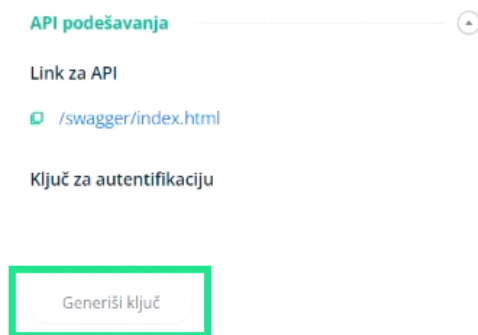 API podešavanja
Link za API
/swagger/index.html
Ključ za autentifikaciju
Generiši ključ